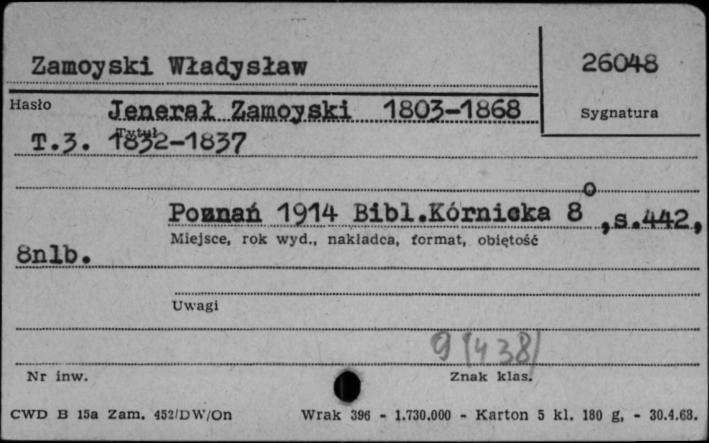 Zamoyski Władysław
26048
Hasło
Jenerał Zamoyski 1803-1868
Sygnatura
Tytuł
T.3. 1832-1837
Poznań 1914 Bibl.Kórnicka 8o,s.442,
Miejsce, rok wyd., nakładca, format, objętość
8nlb.
Uwagi
9(438)
Nr inw.
Znak klas.
CWD B 15a Zam. 452/DW/On
Wrak 396 - 1.730.000 - Karton 5 kl. 180 g, - 30.4.68.